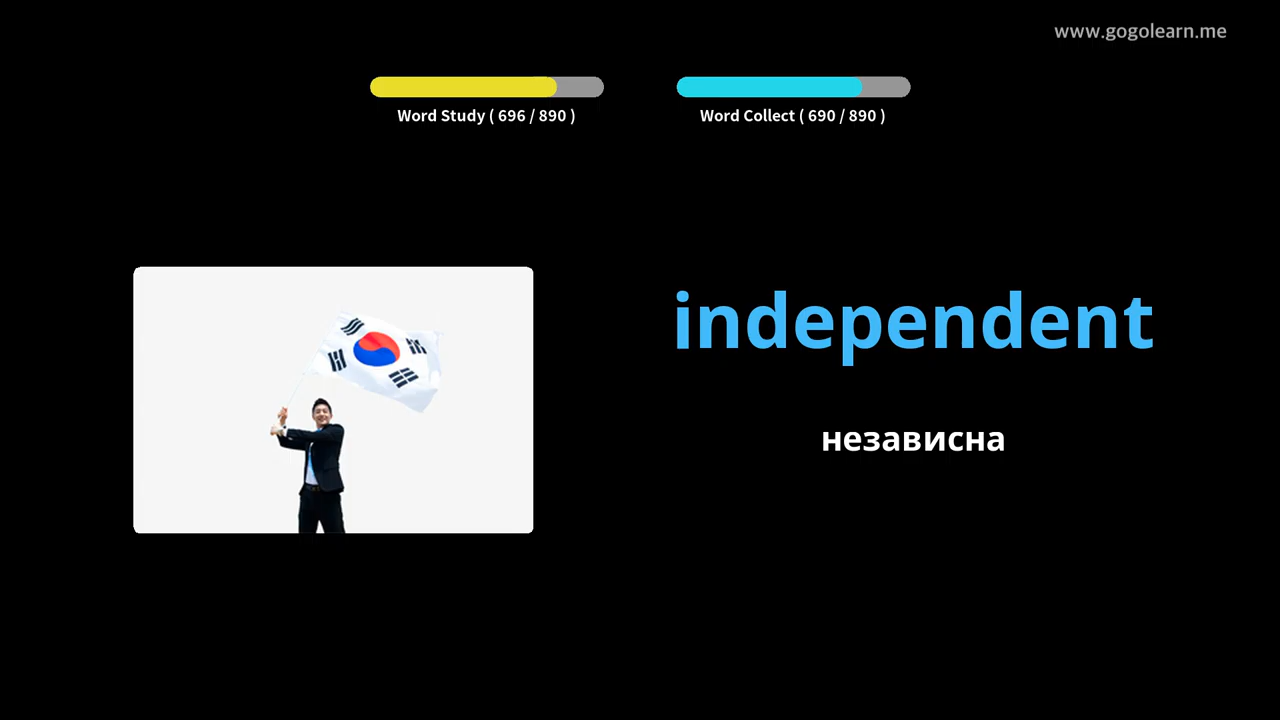 www.gogolearn.me
Word Study ( 696 / 890 )
Word Collect ( 690 / 890 )
independent
независна